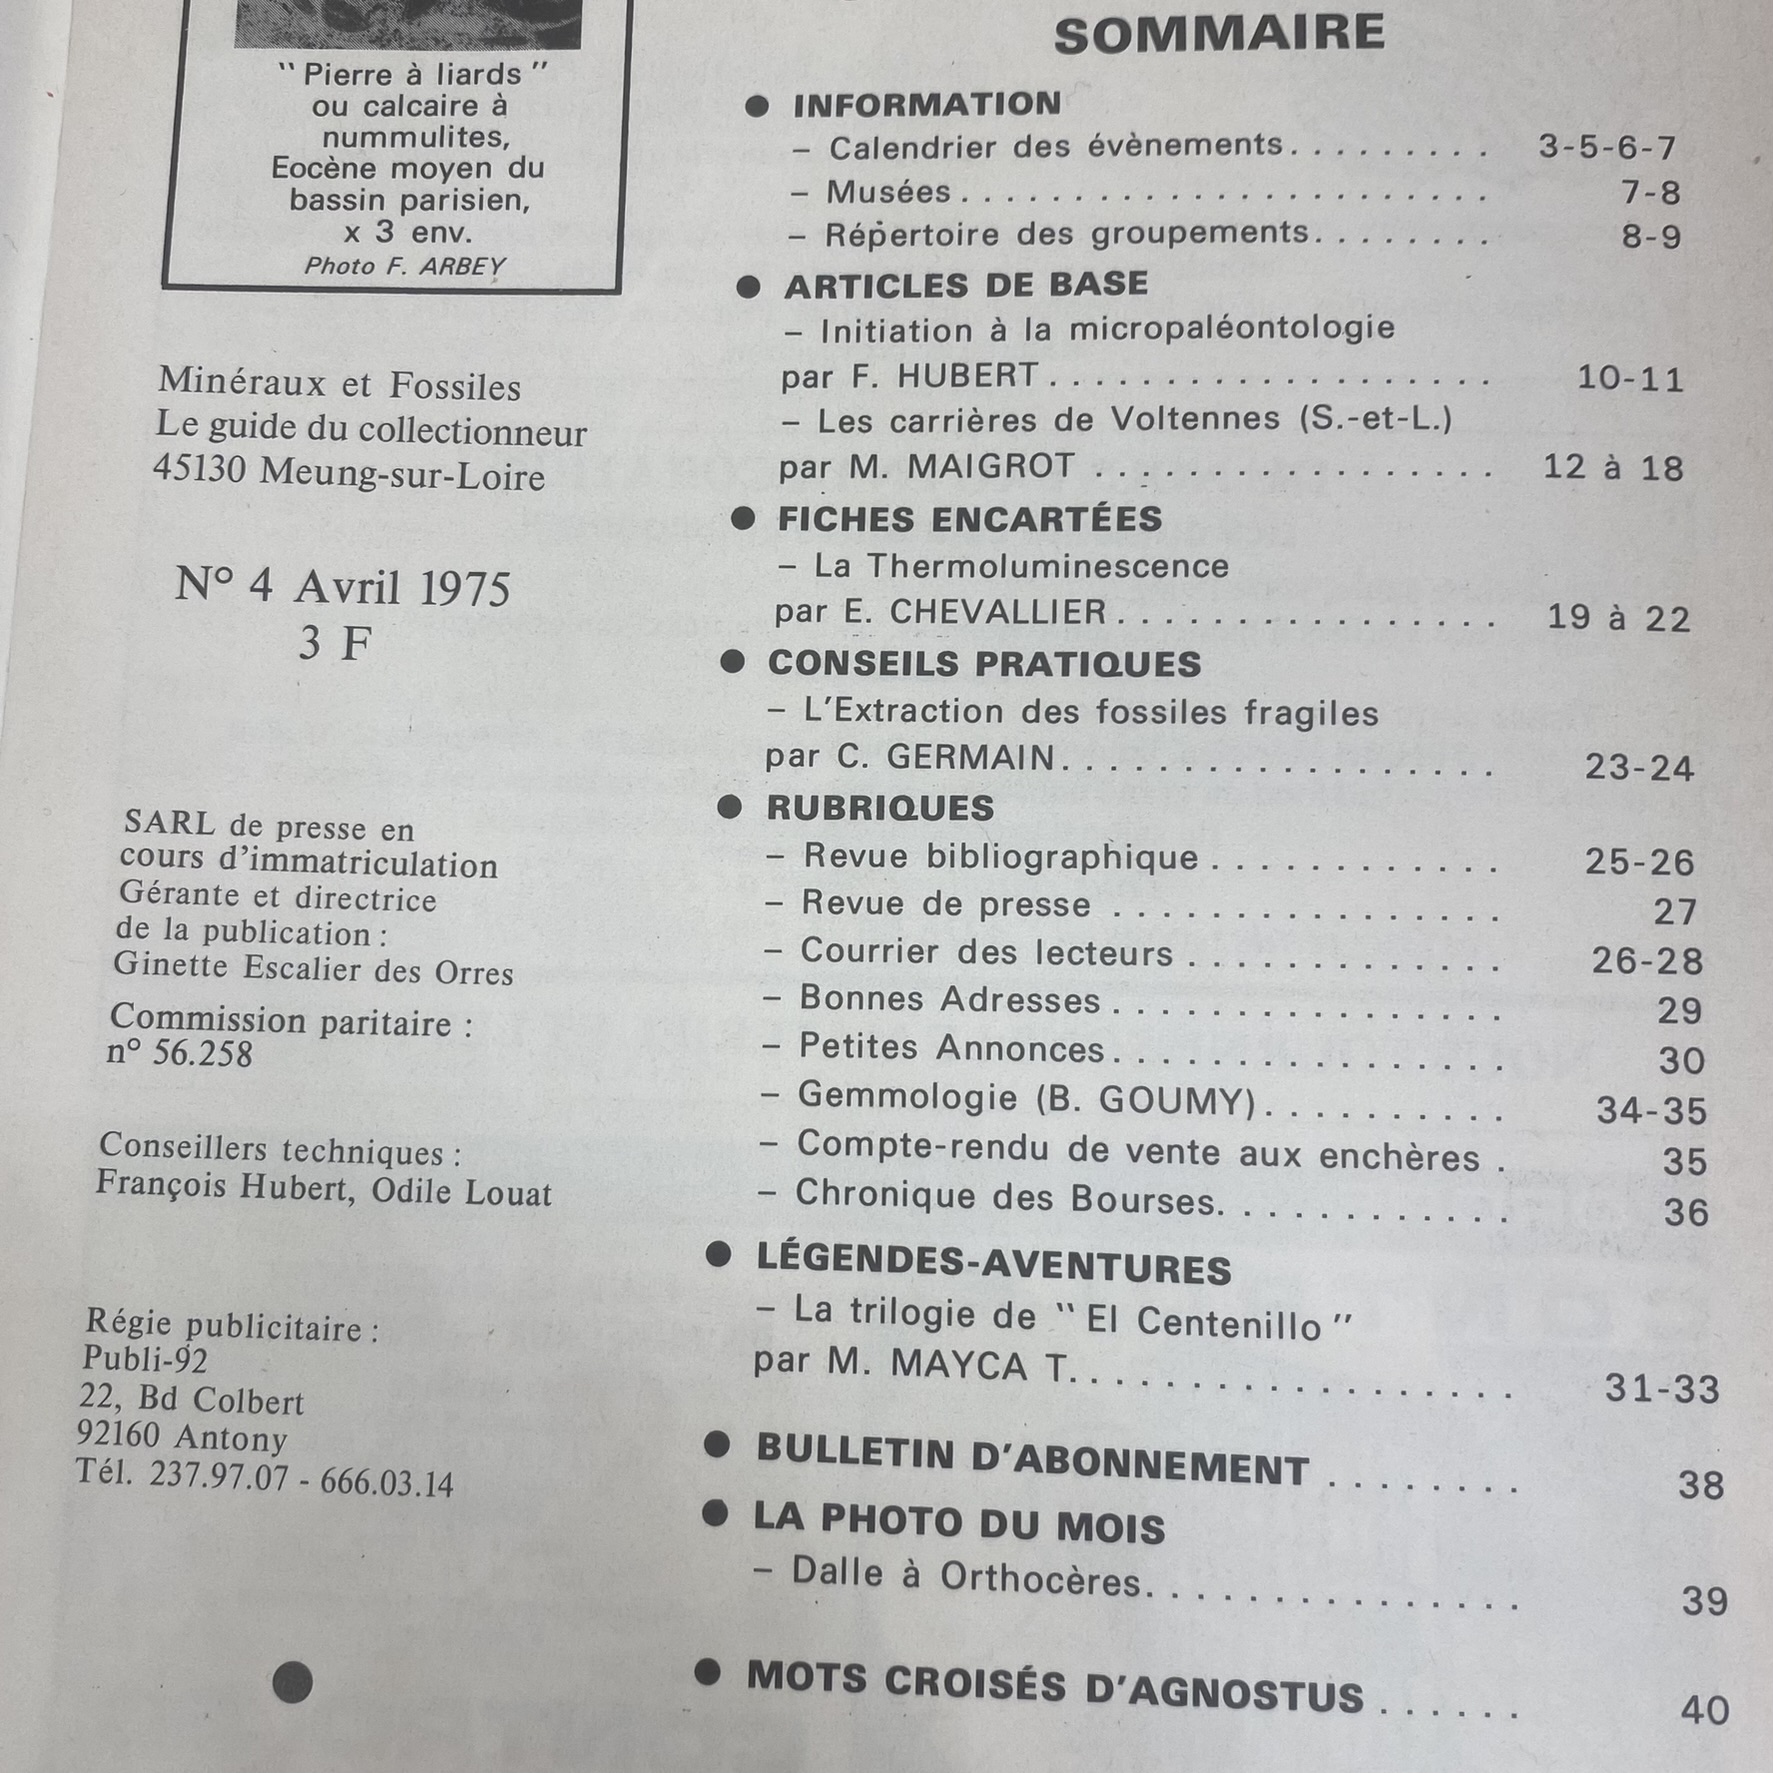 " Pierre à liards "
ou calcaire à
nummulites,
Eocène moyen du
bassin parisien,
x 3 env.
Photo F. ARBEY
Minéraux et Fossiles
Le guide du collectionneur
45130 Meung-sur-Loire
N° 4 Avril 1975
3 F
SARL de presse en
cours d'immatriculation
Gérante et directrice
de la publication :
Ginette Escalier des Orres
Commission paritaire :
n° 56.258
Conseillers techniques :
François Hubert, Odile Louat
Régie publicitaire :
Publi-92
22, Bd Colbert
92160 Antony
Tél. 237.97.07 - 666.03.14
SOMMAIRE
● INFORMATION
– Calendrier des évènements. . . . . . . . . 3-5-6-7
– Musées . . . . . . . . . . . . . . . . . . . . . . . 7-8
– Répertoire des groupements. . . . . . . . 8-9
● ARTICLES DE BASE
– Initiation à la micropaléontologie
par F. HUBERT . . . . . . . . . . . . . . . . . . . 10-11
– Les carrières de Voltennes (S.-et-L.)
par M. MAIGROT . . . . . . . . . . . . . . . . . 12 à 18
● FICHES ENCARTÉES
– La Thermoluminescence
par E. CHEVALLIER . . . . . . . . . . . . . . . . 19 à 22
● CONSEILS PRATIQUES
– L'Extraction des fossiles fragiles
par C. GERMAIN. . . . . . . . . . . . . . . . . . 23-24
● RUBRIQUES
– Revue bibliographique . . . . . . . . . . . . 25-26
– Revue de presse . . . . . . . . . . . . . . . . 27
– Courrier des lecteurs . . . . . . . . . . . . . 26-28
– Bonnes Adresses . . . . . . . . . . . . . . . . 29
– Petites Annonces. . . . . . . . . . . . . . . . 30
– Gemmologie (B. GOUMY) . . . . . . . . . . 34-35
– Compte-rendu de vente aux enchères . 35
– Chronique des Bourses. . . . . . . . . . . . 36
● LÉGENDES-AVENTURES
– La trilogie de " El Centenillo "
par M. MAYCA T. . . . . . . . . . . . . . . . . . 31-33
● BULLETIN D'ABONNEMENT . . . . . . . . 38
● LA PHOTO DU MOIS
– Dalle à Orthocères. . . . . . . . . . . . . . . 39
● MOTS CROISÉS D'AGNOSTUS . . . . . . 40